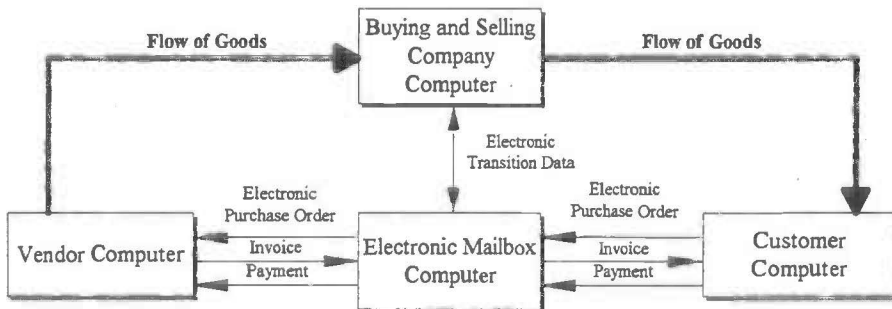 Flow of Goods
Buying and Selling
Company
Computer
Flow of Goods
Electronic
Transition Data
Electronic
Purchase Order
Electronic
Purchase Order
Vendor Computer
Invoice
Payment
Electronic Mailbox
Computer
Invoice
Payment
Customer
Computer